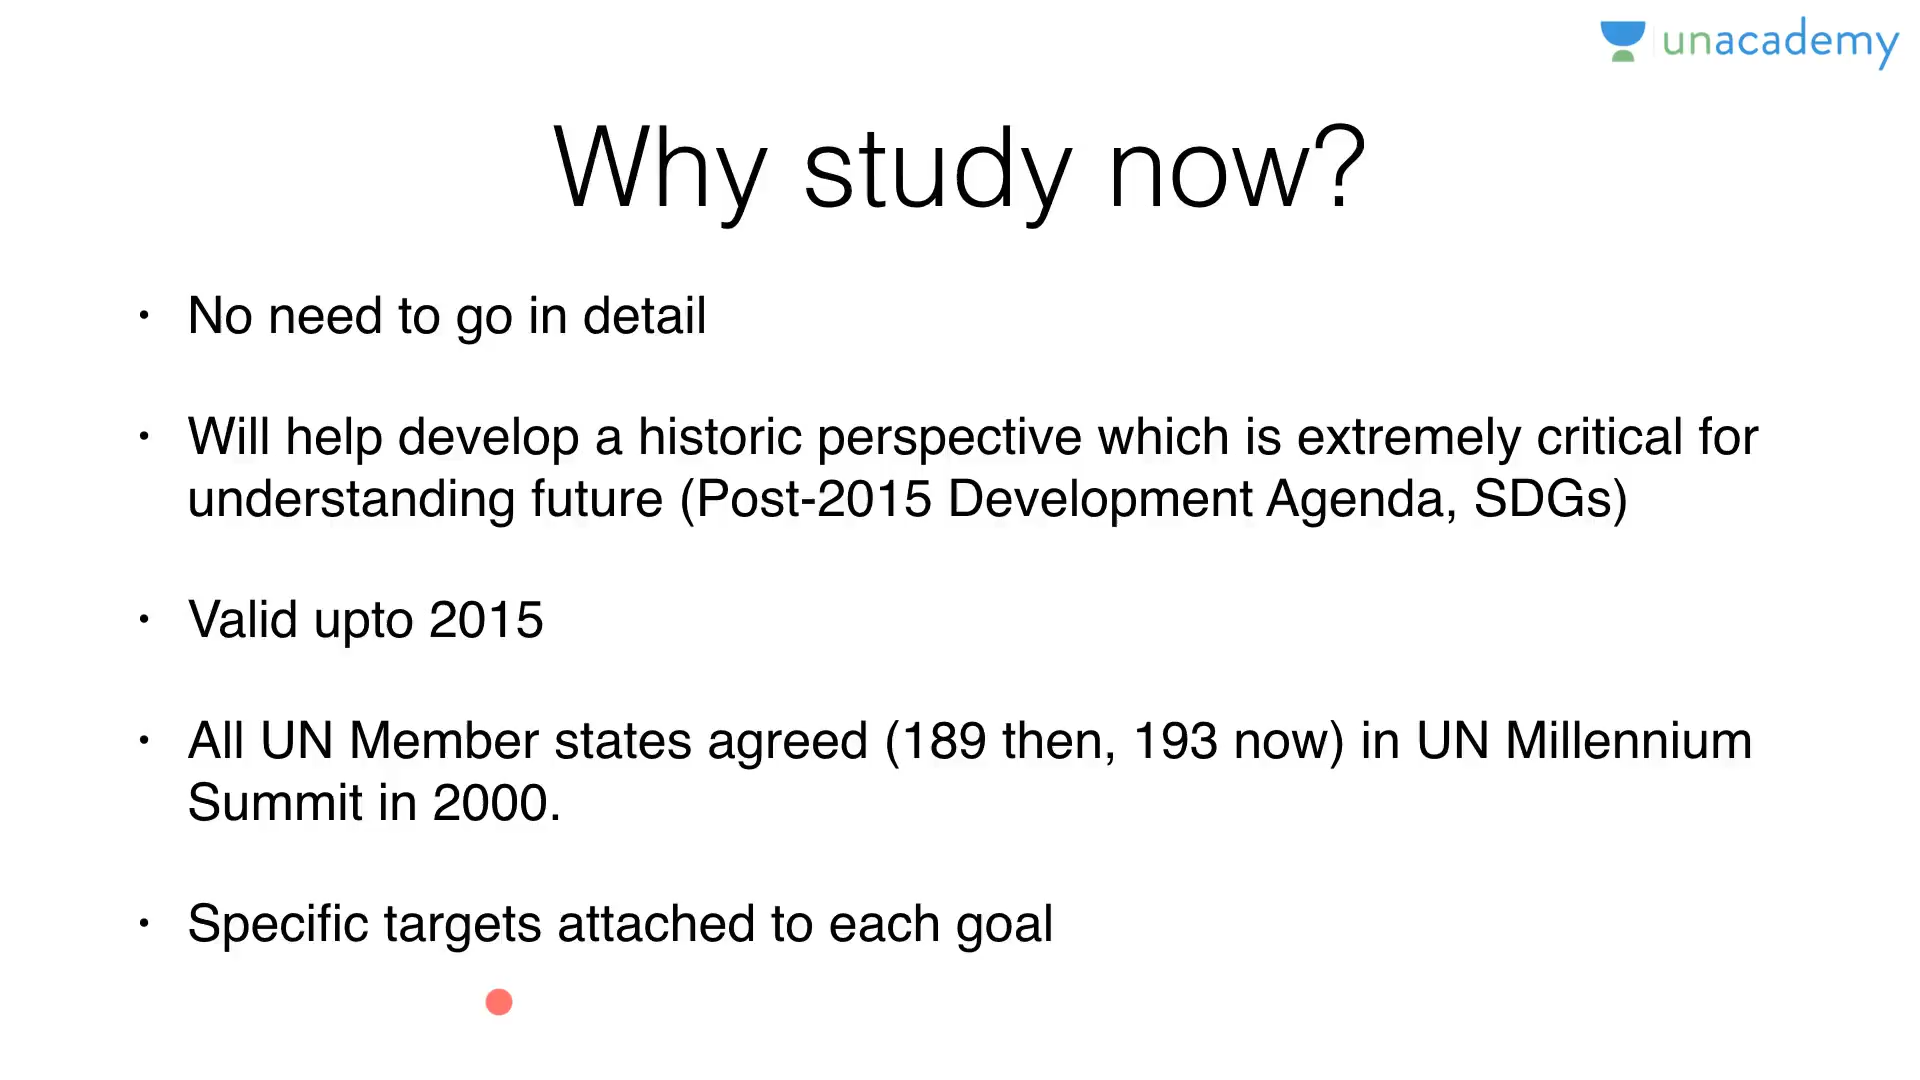 unacademy
Why study now?
• No need to go in detail
• Will help develop a historic perspective which is extremely critical for
understanding future (Post-2015 Development Agenda, SDGs)
• Valid upto 2015
• All UN Member states agreed (189 then, 193 now) in UN Millennium
Summit in 2000.
• Specific targets attached to each goal